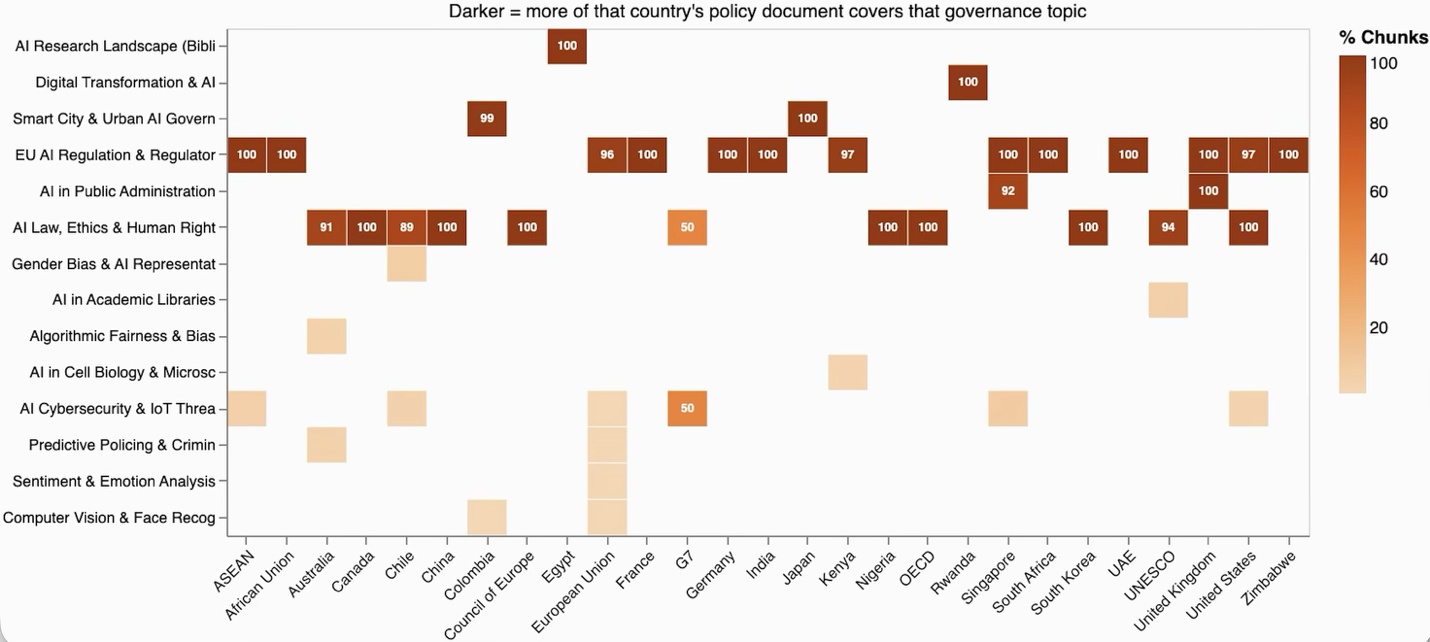 Darker = more of that country's policy document covers that governance topic
% Chunks
AI Research Landscape (Bibli 100
Digital Transformation & AI 100
Smart City & Urban AI Govern 99 100
EU AI Regulation & Regulator 100 100 96 100 100 100 97 100 100 100 100 97 100
AI in Public Administration 92 100
AI Law, Ethics & Human Right 91 100 89 100 100 50 100 100 100 94 100
Gender Bias & AI Representat
AI in Academic Libraries
Algorithmic Fairness & Bias
AI in Cell Biology & Microsc
AI Cybersecurity & IoT Threa 50
Predictive Policing & Crimin
Sentiment & Emotion Analysis
Computer Vision & Face Recog
100
80
60
40
20
ASEAN
African Union
Australia
Canada
Chile
China
Colombia
Council of Europe
Egypt
European Union
France
G7
Germany
India
Japan
Kenya
Nigeria
OECD
Rwanda
Singapore
South Africa
South Korea
UAE
UNESCO
United Kingdom
United States
Zimbabwe